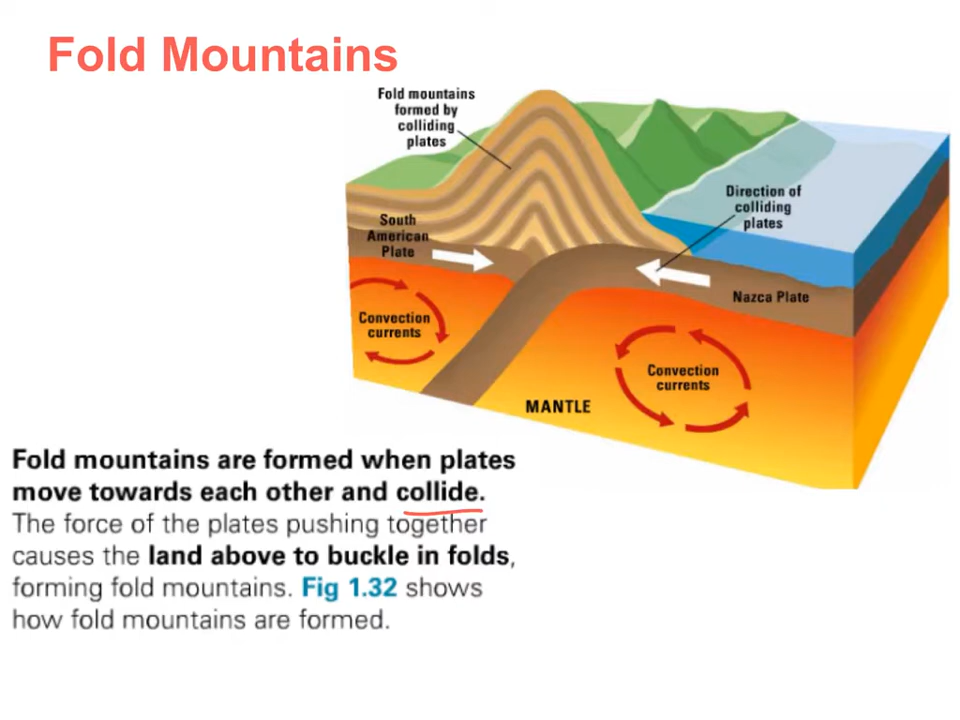 Fold Mountains
Fold mountains
formed by
colliding
plates
Direction of
colliding
plates
South
American
Plate
Nazca Plate
Convection
currents
Convection
currents
MANTLE
Fold mountains are formed when plates
move towards each other and collide.
The force of the plates pushing together
causes the land above to buckle in folds,
forming fold mountains. Fig 1.32 shows
how fold mountains are formed.